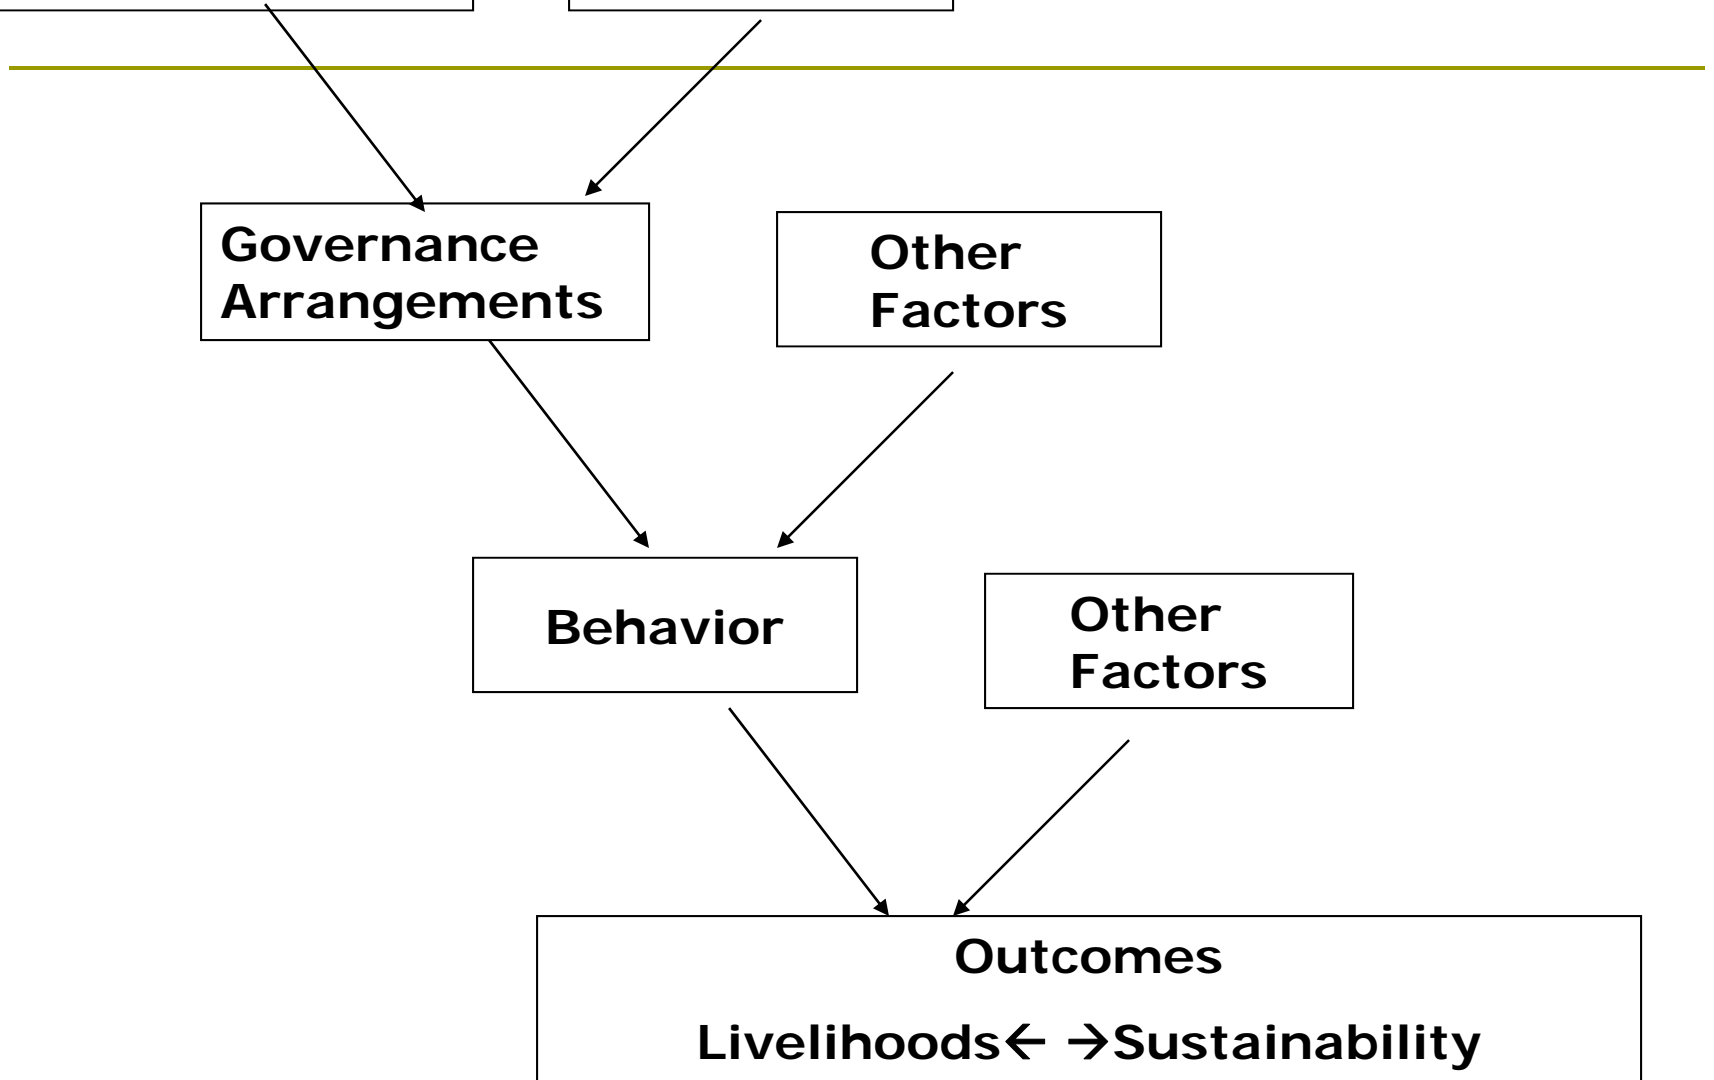 Governance
Arrangements
Other
Factors
Behavior
Other
Factors
Outcomes
Livelihoods← →Sustainability